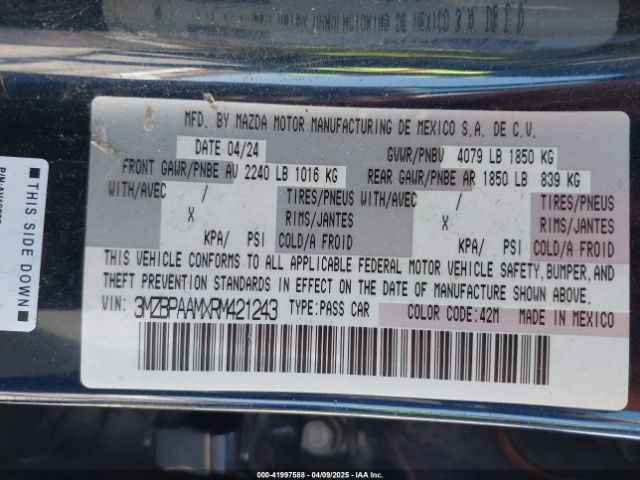 MFD. BY MAZDA MOTOR MANUFACTURING DE MEXICO S.A. DE C.V.
DATE 04/24 GVWR/PNBV 4079 LB 1850 KG
FRONT GAWR/PNBE AV 2240 LB 1016 KG REAR GAWR/PNBE AR 1850 LB 839 KG
WITH/AVEC / TIRES/PNEUS WITH/AVEC / TIRES/PNEUS
X RIMS/JANTES X RIMS/JANTES
KPA/ PSI COLD/A FROID KPA/ PSI COLD/A FROID
THIS VEHICLE CONFORMS TO ALL APPLICABLE FEDERAL MOTOR VEHICLE SAFETY, BUMPER, AND
THEFT PREVENTION STANDARDS IN EFFECT ON THE DATE OF MANUFACTURE SHOWN ABOVE.
VIN: 3MZBPAAMXRM421243 TYPE: PASS CAR COLOR CODE: 42M MADE IN MEXICO
THIS SIDE DOWN
000-41997588 - 04/09/2025 - IAAI, Inc.